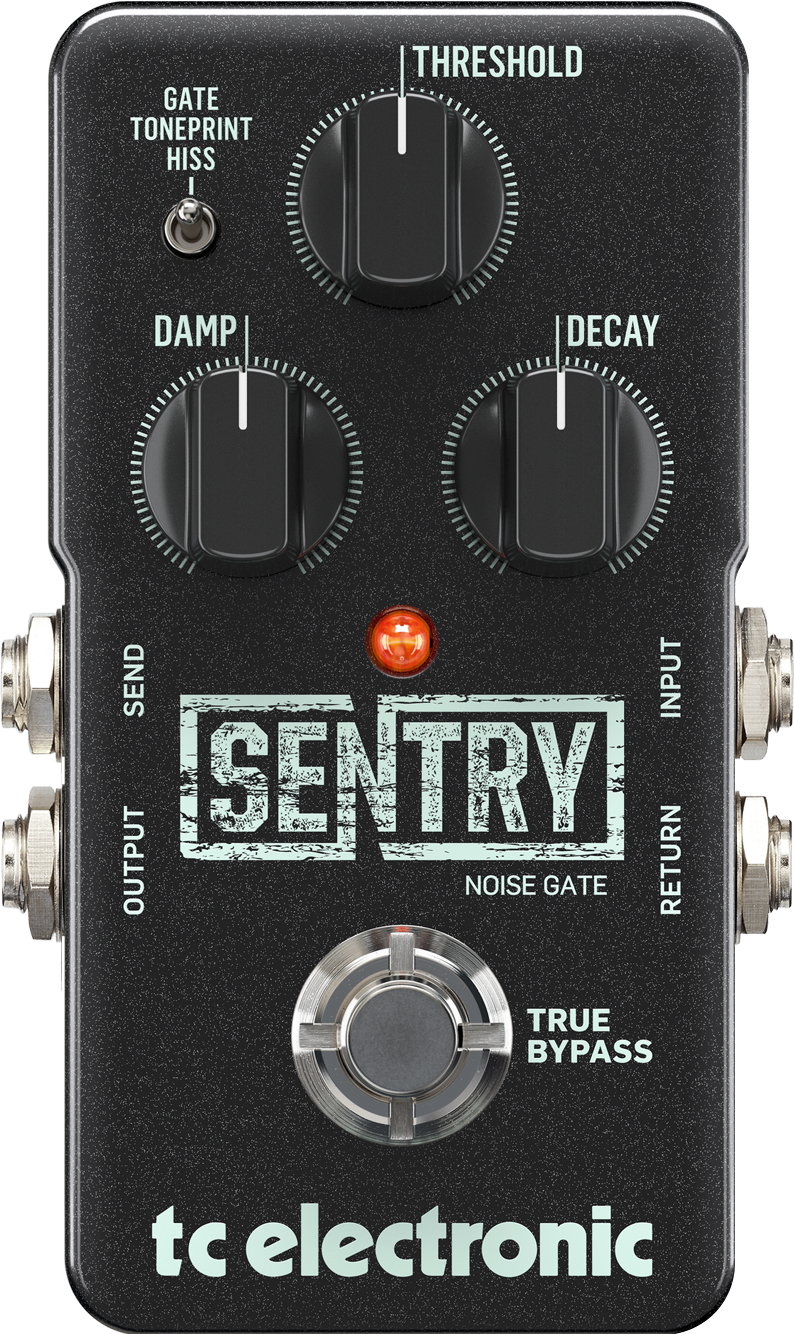 THRESHOLD
GATE
TONEPRINT
HISS
DAMP
DECAY
SEND
INPUT
SENTRY
OUTPUT
RETURN
NOISE GATE
TRUE
BYPASS
tc electronic